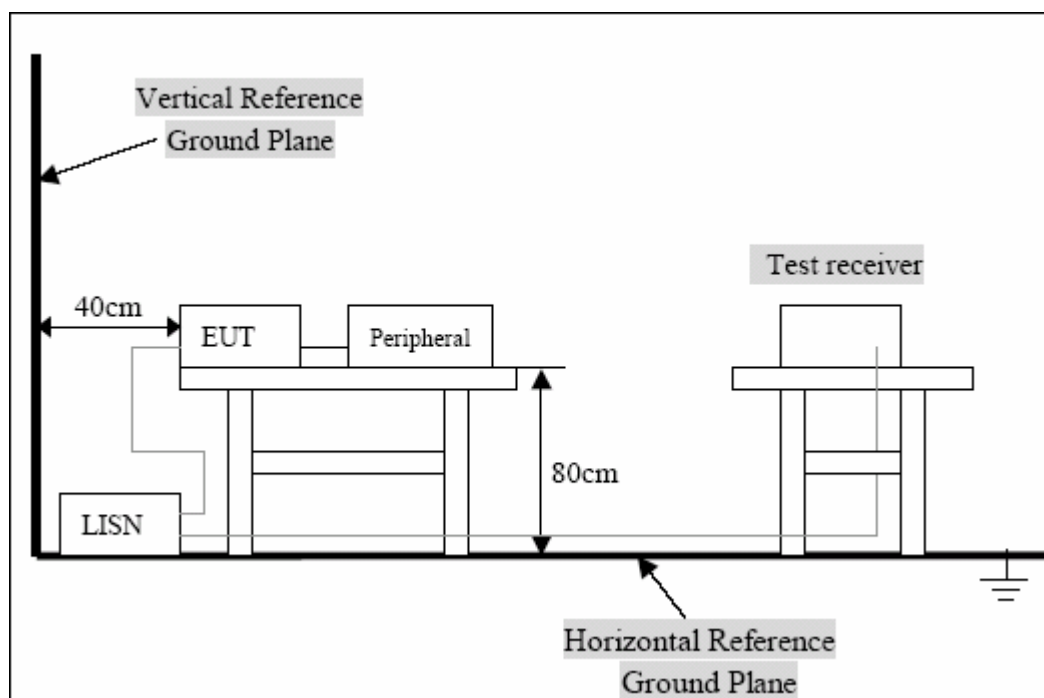 Vertical Reference
Ground Plane
Test receiver
40cm
EUT
Peripheral
80cm
LISN
Horizontal Reference
Ground Plane